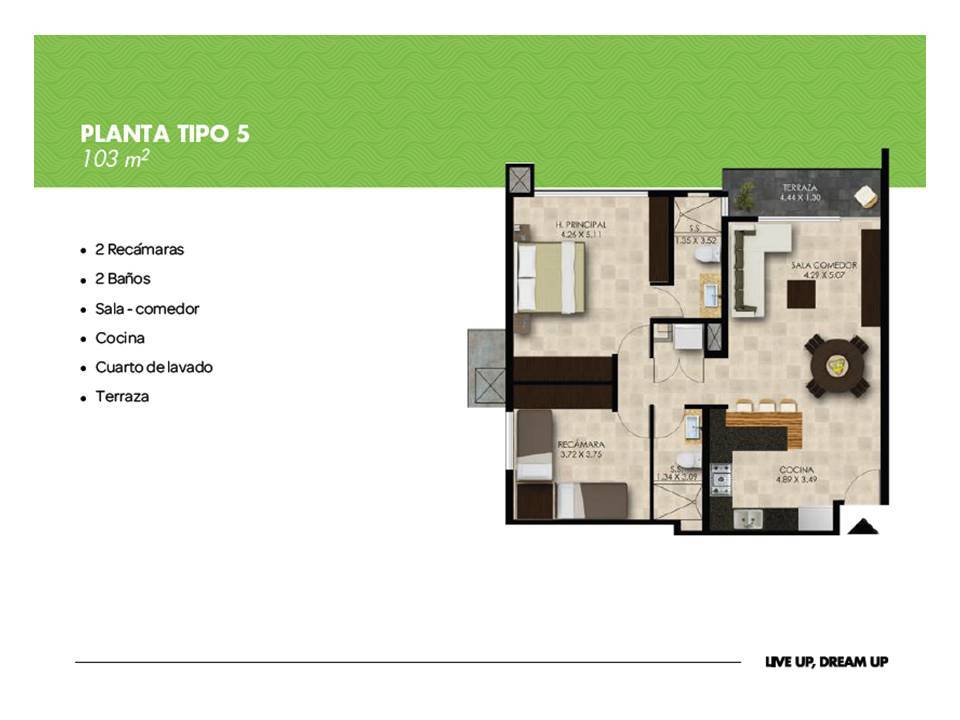 PLANTA TIPO 5
103 m²
2 Recámaras
2 Baños
Sala - comedor
Cocina
Cuarto de lavado
Terraza
TERRAZA
4.44 X 1.30
H. PRINCIPAL
4.26 X 5.11
S.S.
1.35 X 3.52
SALA COMEDOR
4.29 X 5.07
RECÁMARA
3.72 X 3.75
S.S.
1.34 X 3.09
COCINA
4.89 X 3.49
LIVE UP, DREAM UP